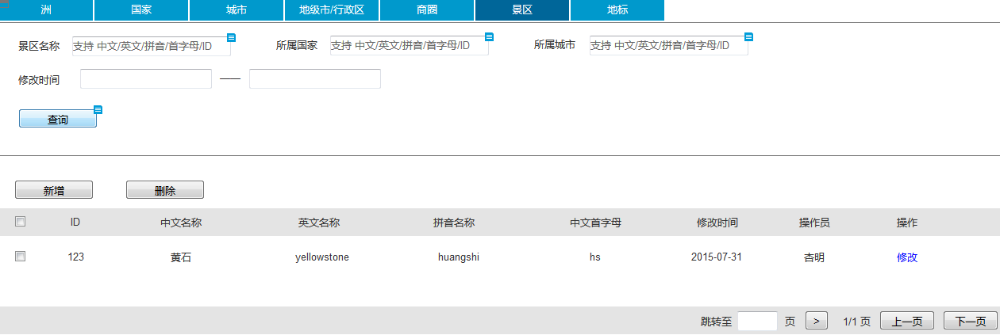 洲 国家 城市 地级市/行政区 商圈 景区 地标
景区名称 支持 中文/英文/拼音/首字母/ID 所属国家 支持 中文/英文/拼音/首字母/ID 所属城市 支持 中文/英文/拼音/首字母/ID
修改时间 ——
查询
新增 删除
ID 中文名称 英文名称 拼音名称 中文首字母 修改时间 操作员 操作
123 黄石 yellowstone huangshi hs 2015-07-31 杏明 修改
跳转至 页 > 1/1 页 上一页 下一页